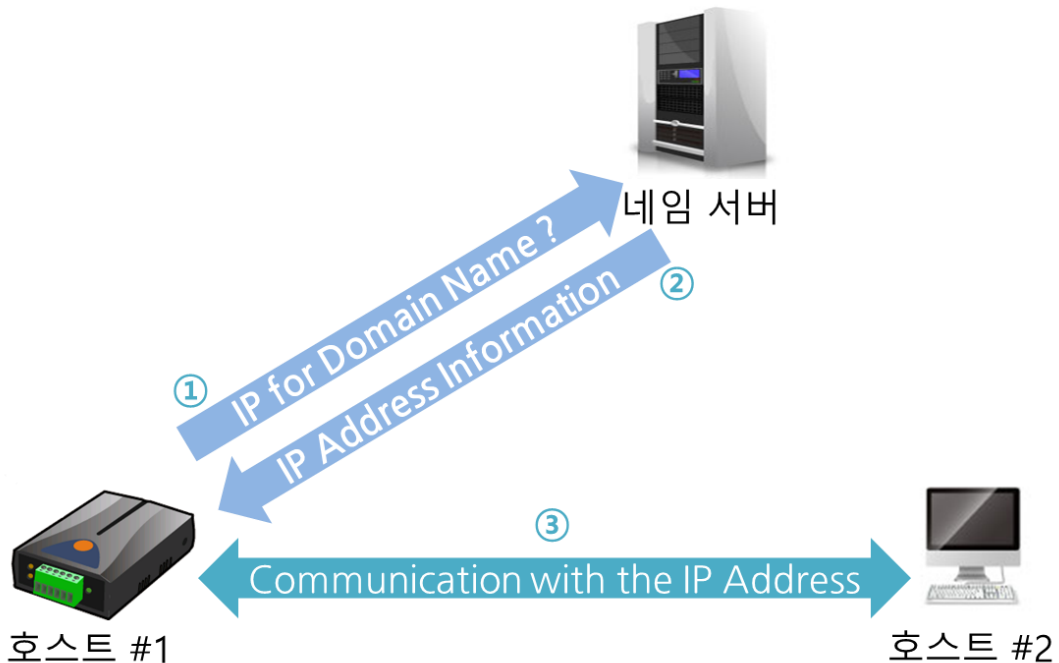 네임 서버
① IP for Domain Name ?
② IP Address Information
③
Communication with the IP Address
호스트 #1
호스트 #2